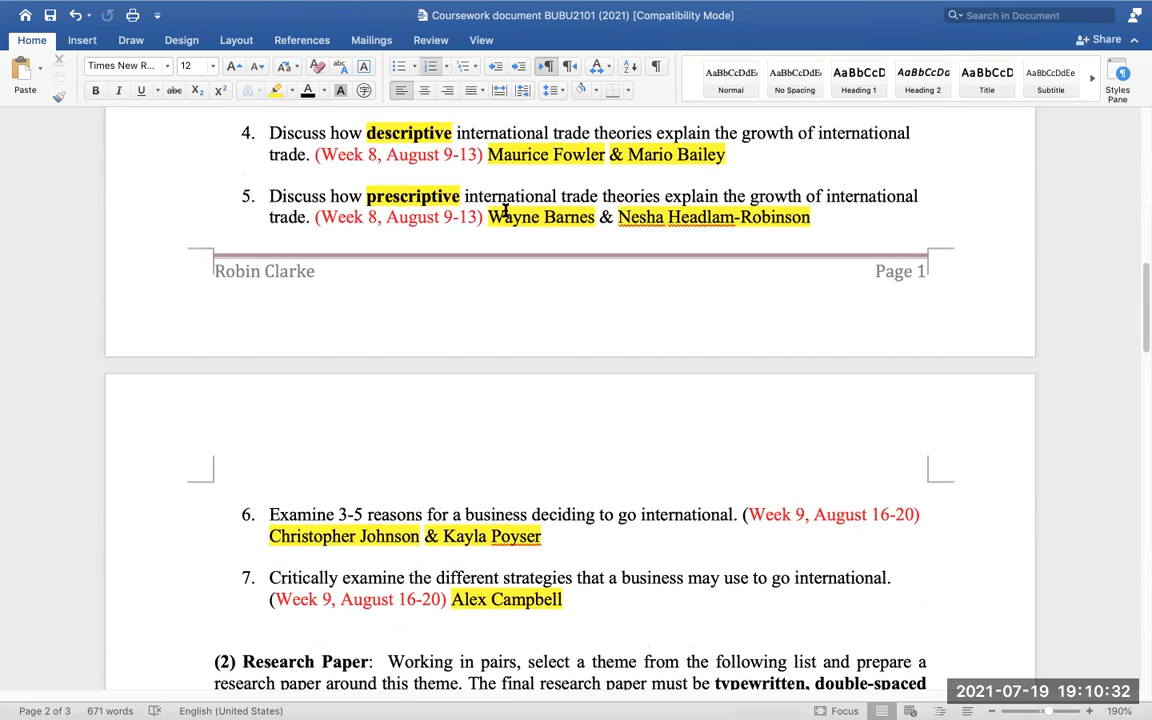 Coursework document BUBU2101 (2021) [Compatibility Mode]
Search in Document
Home Insert Draw Design Layout References Mailings Review View
Share
Paste
Times New R... 12
AaBbCcDdEe AaBbCcDdEe AaBbCcD AaBbCcDd AaBbCcD AaBbCcDdEe
Normal No Spacing Heading 1 Heading 2 Title Subtitle
Styles
Pane
4. Discuss how descriptive international trade theories explain the growth of international
trade. (Week 8, August 9-13) Maurice Fowler & Mario Bailey
5. Discuss how prescriptive international trade theories explain the growth of international
trade. (Week 8, August 9-13) Wayne Barnes & Nesha Headlam-Robinson
Robin Clarke Page 1
6. Examine 3-5 reasons for a business deciding to go international. (Week 9, August 16-20)
Christopher Johnson & Kayla Poyser
7. Critically examine the different strategies that a business may use to go international.
(Week 9, August 16-20) Alex Campbell
(2) Research Paper: Working in pairs, select a theme from the following list and prepare a
research paper around this theme. The final research paper must be typewritten, double-spaced
2021-07-19 19:10:32
Page 2 of 3 671 words English (United States) Focus 190%